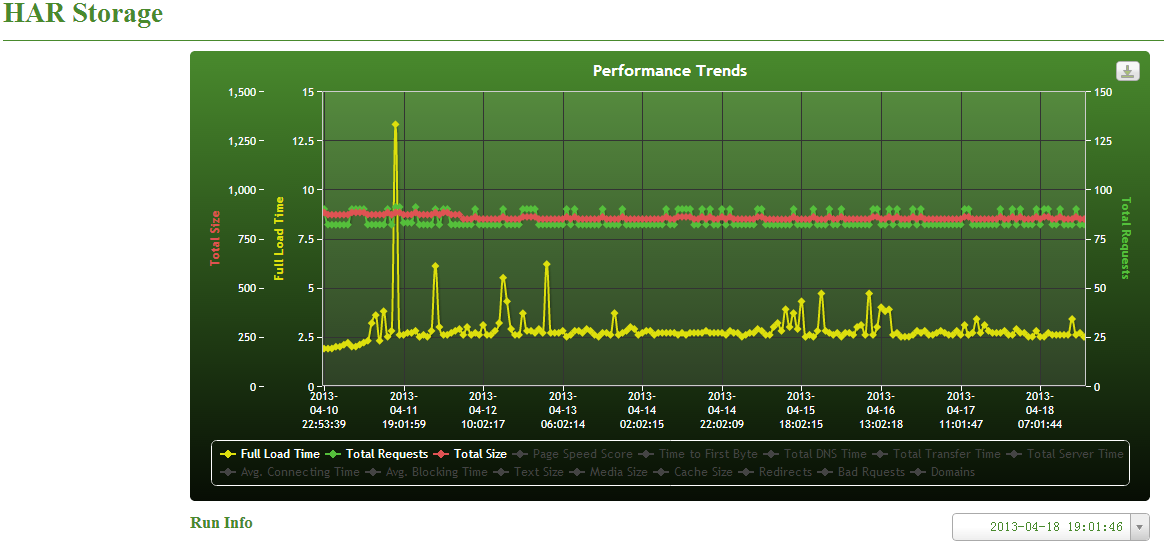 HAR Storage
Performance Trends
1,500 15 150
1,250 12.5 125
1,000 10 100
750 7.5 75
500 5 50
250 2.5 25
0 0 0
Total Size
Full Load Time
Total Requests
2013-04-10 22:53:39
2013-04-11 19:01:59
2013-04-12 10:02:17
2013-04-13 06:02:14
2013-04-14 02:02:15
2013-04-14 22:02:09
2013-04-15 18:02:15
2013-04-16 13:02:18
2013-04-17 11:01:47
2013-04-18 07:01:44
Full Load Time Total Requests Total Size Page Speed Score Time to First Byte Total DNS Time Total Transfer Time Total Server Time
Avg. Connecting Time Avg. Blocking Time Text Size Media Size Cache Size Redirects Bad Rquests Domains
Run Info
2013-04-18 19:01:46